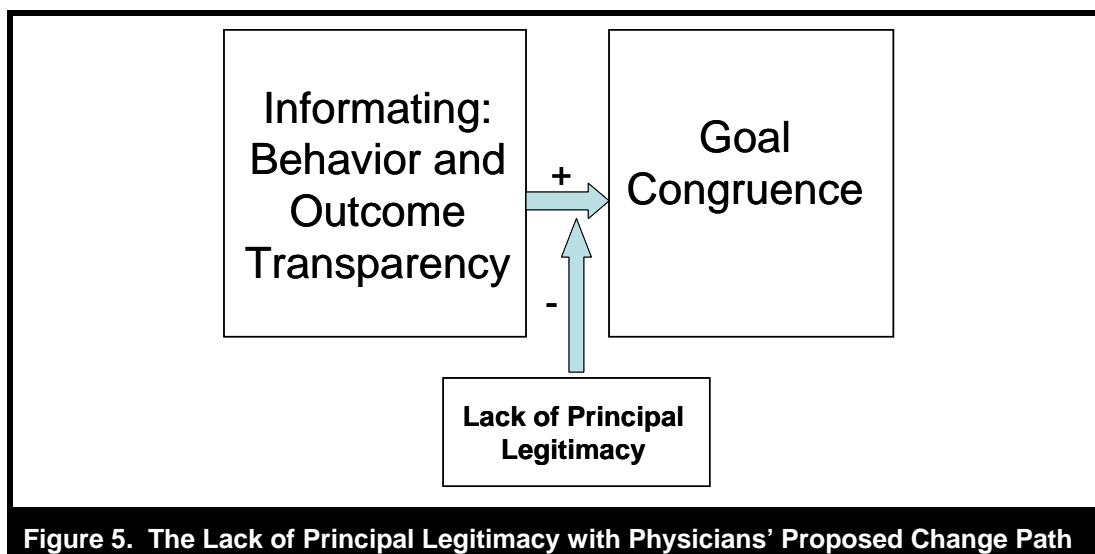 Informating:
Behavior and
Outcome
Transparency
+
Goal
Congruence
-
Lack of Principal
Legitimacy
Figure 5. The Lack of Principal Legitimacy with Physicians’ Proposed Change Path